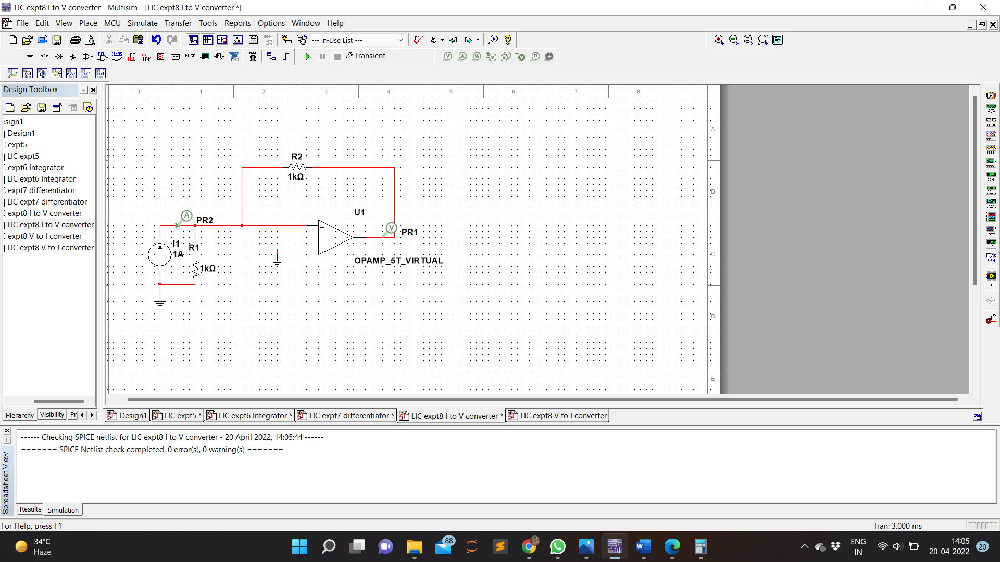 LIC expt8 I to V converter - Multisim - [LIC expt8 I to V converter *]
File Edit View Place MCU Simulate Transfer Tools Reports Options Window Help
--- In-Use List ---
MISC
Transient
Design Toolbox
esign1
Design1
C expt5
LIC expt5
C expt6 Integrator
LIC expt6 Integrator
C expt7 differentiator
LIC expt7 differentiator
C expt8 I to V converter
LIC expt8 I to V converter
C expt8 V to I converter
LIC expt8 V to I converter
Hierarchy Visibility Pr
0 1 2 3 4 5 6 7 8
A
B
C
D
E
R2
1kΩ
A
PR2
U1
V
PR1
I1
1A
R1
1kΩ
OPAMP_5T_VIRTUAL
Design1 LIC expt5 * LIC expt6 Integrator * LIC expt7 differentiator * LIC expt8 I to V converter * LIC expt8 V to I converter
Spreadsheet View
------ Checking SPICE netlist for LIC expt8 I to V converter - 20 April 2022, 14:05:44 ------
======= SPICE Netlist check completed, 0 error(s), 0 warning(s) =======
Results Simulation
For Help, press F1
Tran: 3.000 ms
34°C
Haze
88
ENG
IN
14:05
20-04-2022
20